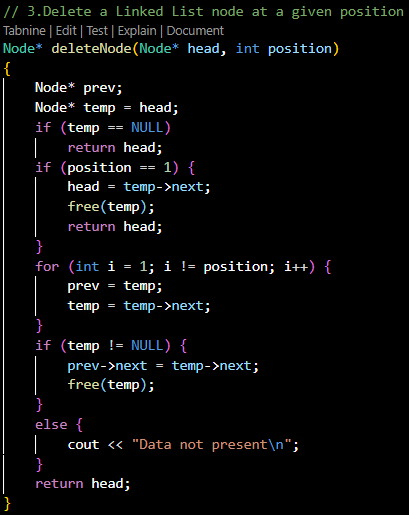 // 3.Delete a Linked List node at a given position
Tabnine | Edit | Test | Explain | Document
Node* deleteNode(Node* head, int position)
{
    Node* prev;
    Node* temp = head;
    if (temp == NULL)
        return head;
    if (position == 1) {
        head = temp->next;
        free(temp);
        return head;
    }
    for (int i = 1; i != position; i++) {
        prev = temp;
        temp = temp->next;
    }
    if (temp != NULL) {
        prev->next = temp->next;
        free(temp);
    }
    else {
        cout << "Data not present\n";
    }
    return head;
}